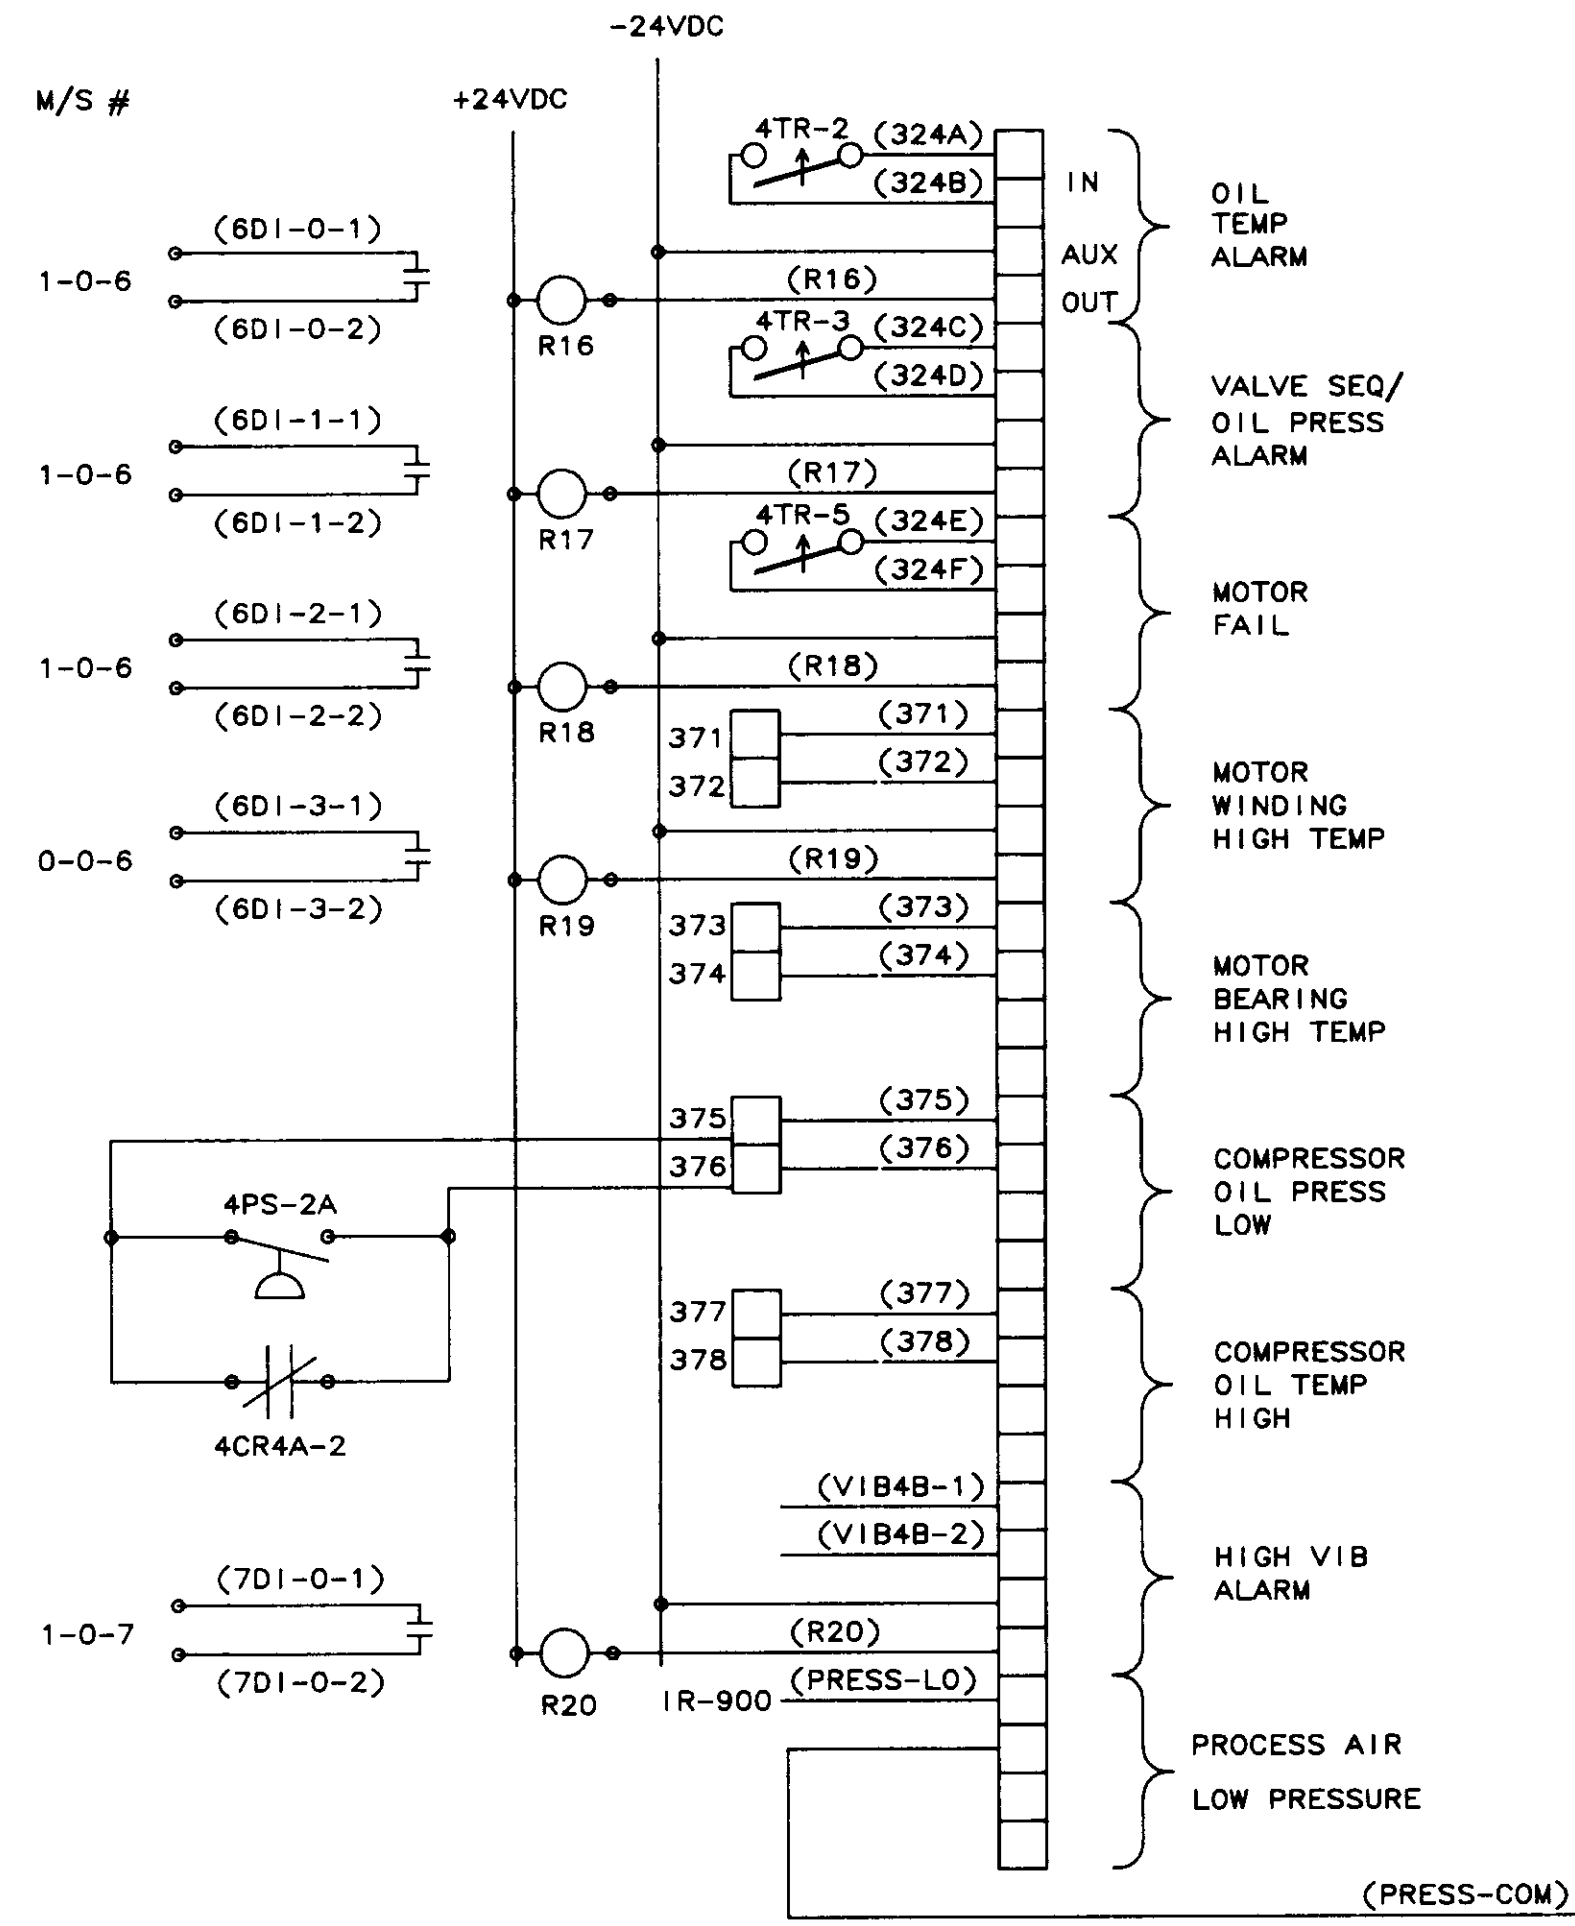 -24VDC
M/S #
+24VDC
4TR-2
(324A)
(324B)
IN
OIL
TEMP
ALARM
(6DI-0-1)
1-0-6
(6DI-0-2)
AUX
(R16)
OUT
R16
4TR-3
(324C)
(324D)
VALVE SEQ/
OIL PRESS
ALARM
(6DI-1-1)
1-0-6
(6DI-1-2)
(R17)
R17
4TR-5
(324E)
(324F)
MOTOR
FAIL
(6DI-2-1)
1-0-6
(6DI-2-2)
(R18)
R18
371
(371)
372
(372)
MOTOR
WINDING
HIGH TEMP
(6DI-3-1)
0-0-6
(6DI-3-2)
(R19)
R19
373
(373)
374
(374)
MOTOR
BEARING
HIGH TEMP
375
(375)
376
(376)
COMPRESSOR
OIL PRESS
LOW
4PS-2A
377
(377)
378
(378)
COMPRESSOR
OIL TEMP
HIGH
4CR4A-2
(VIB4B-1)
(VIB4B-2)
HIGH VIB
ALARM
(7DI-0-1)
1-0-7
(7DI-0-2)
(R20)
R20
IR-900
(PRESS-LO)
PROCESS AIR
LOW PRESSURE
(PRESS-COM)